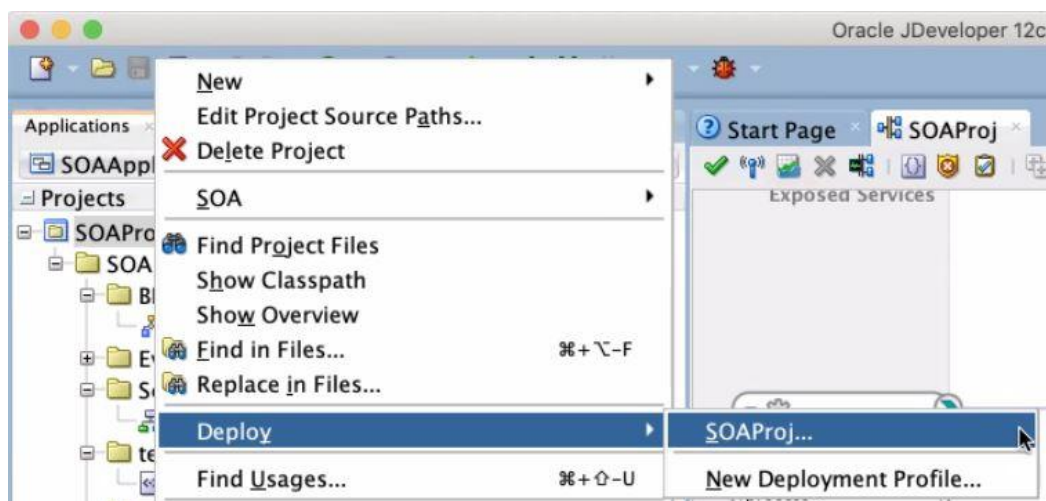 Oracle JDeveloper 12c
New
Edit Project Source Paths...
Delete Project
SOA
Find Project Files
Show Classpath
Show Overview
Find in Files... ⌘+⌥-F
Replace in Files...
Deploy
Find Usages... ⌘+⇧-U
Applications
SOAAppl
Projects
SOAPro
SOA
Start Page
SOAProj
Exposed Services
SOAProj...
New Deployment Profile...